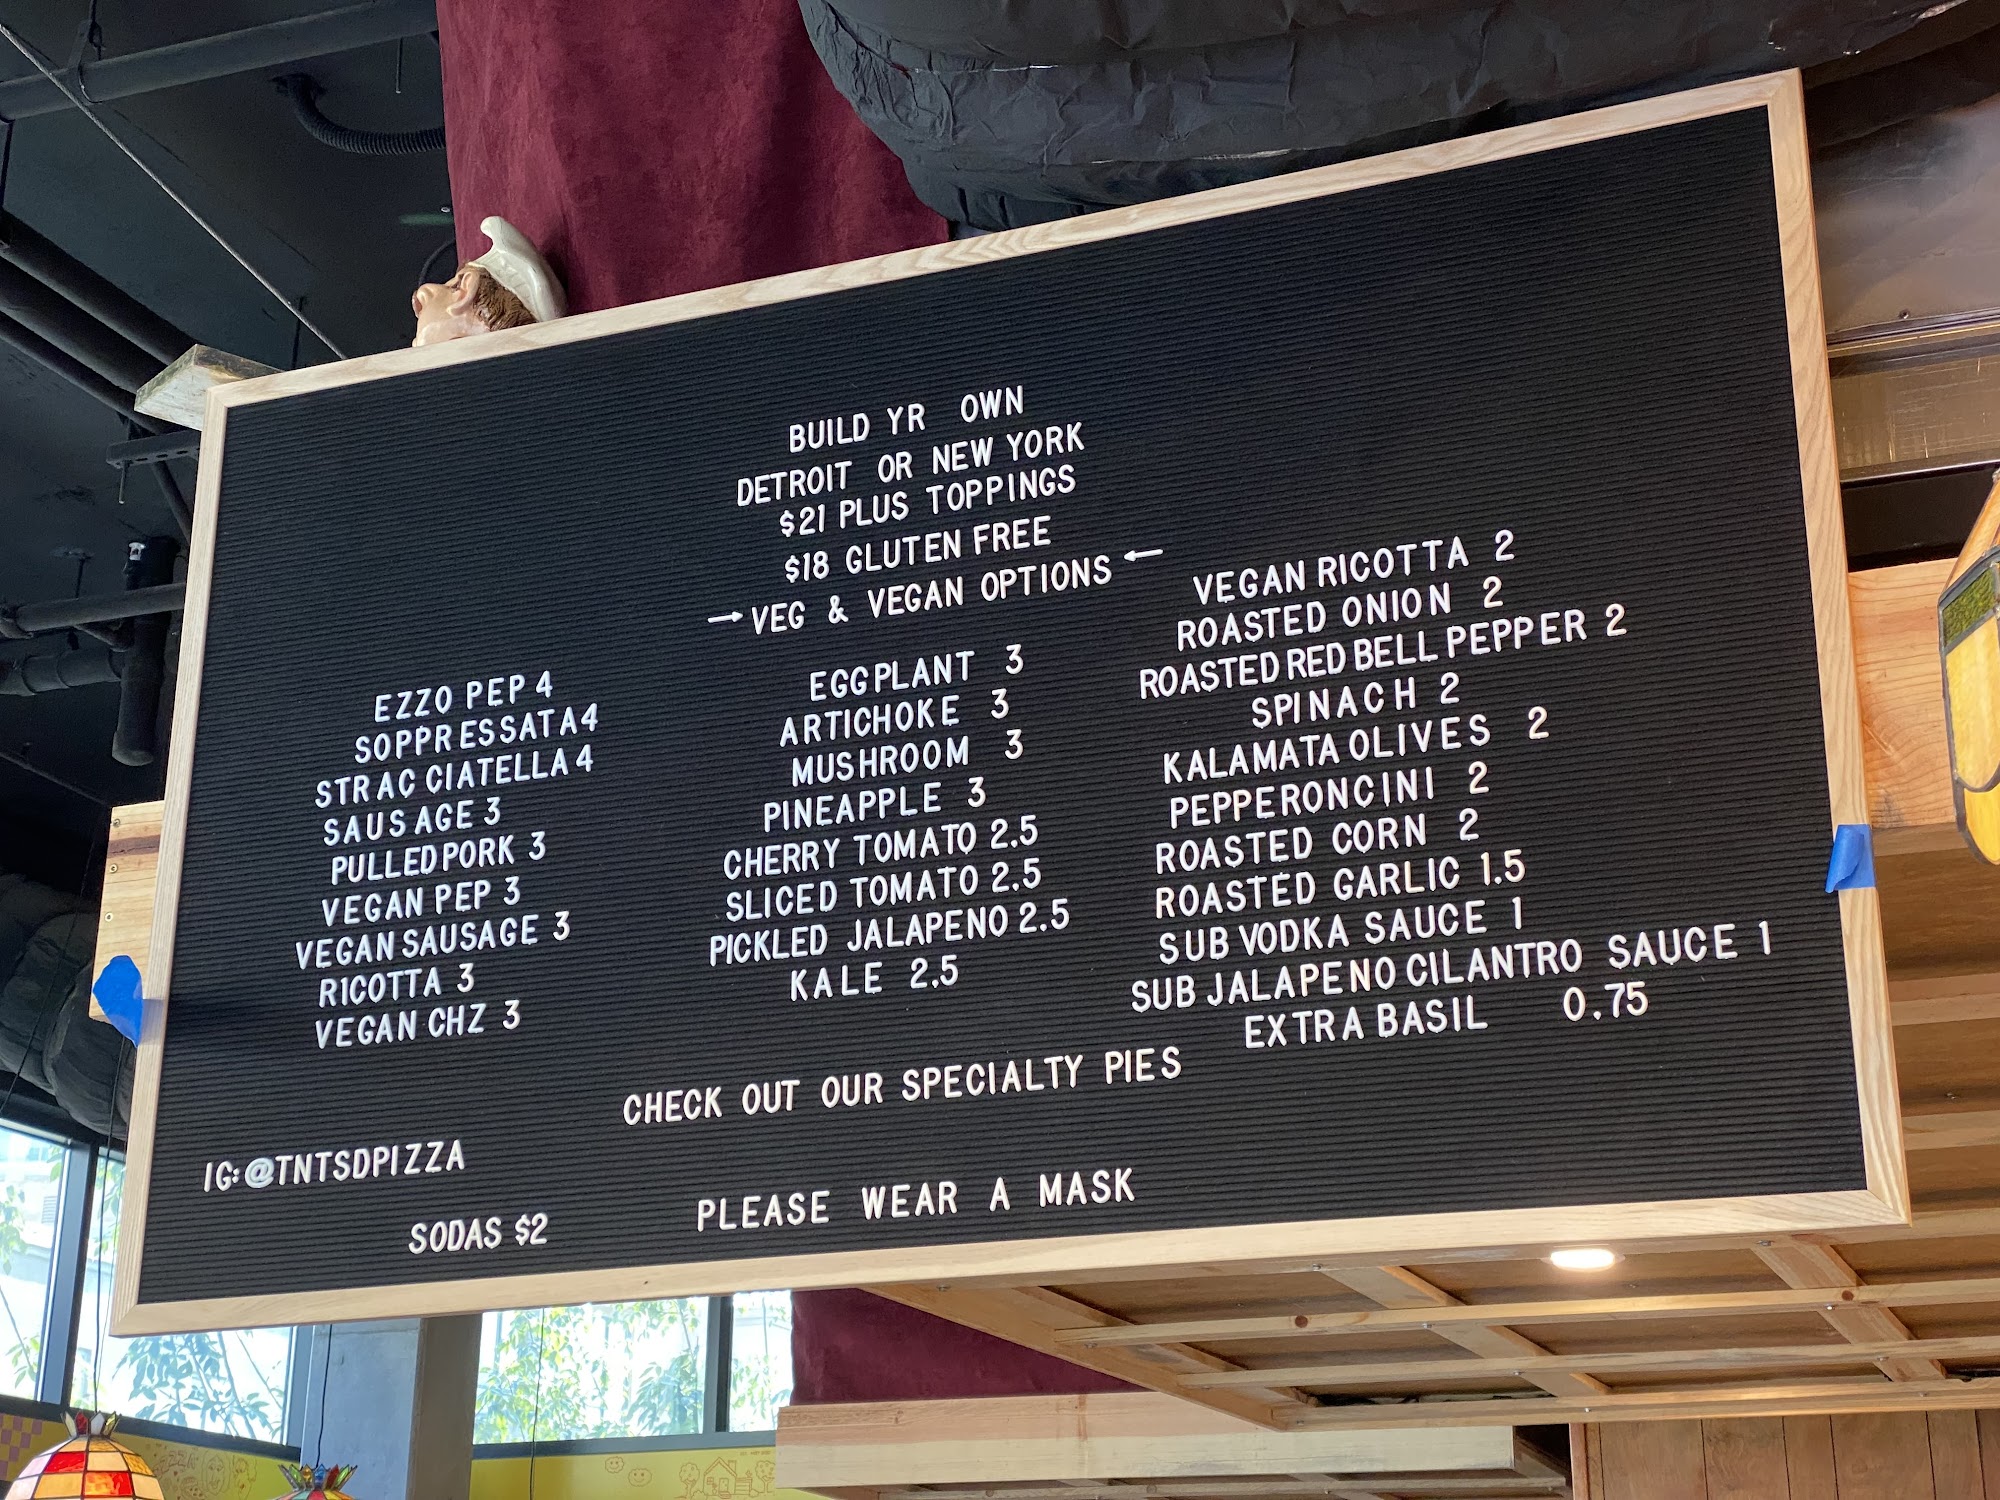 BUILD YR OWN
DETROIT OR NEW YORK
$21 PLUS TOPPINGS
$18 GLUTEN FREE
→ VEG & VEGAN OPTIONS ←
EZZO PEP 4
SOPPRESSATA 4
STRACCIATELLA 4
SAUSAGE 3
PULLED PORK 3
VEGAN PEP 3
VEGAN SAUSAGE 3
RICOTTA 3
VEGAN CHZ 3
EGGPLANT 3
ARTICHOKE 3
MUSHROOM 3
PINEAPPLE 3
CHERRY TOMATO 2.5
SLICED TOMATO 2.5
PICKLED JALAPENO 2.5
KALE 2.5
VEGAN RICOTTA 2
ROASTED ONION 2
ROASTED RED BELL PEPPER 2
SPINACH 2
KALAMATA OLIVES 2
PEPPERONCINI 2
ROASTED CORN 2
ROASTED GARLIC 1.5
SUB VODKA SAUCE 1
SUB JALAPENO CILANTRO SAUCE 1
EXTRA BASIL 0.75
CHECK OUT OUR SPECIALTY PIES
IG: @TNTSDPIZZA
SODAS $2
PLEASE WEAR A MASK